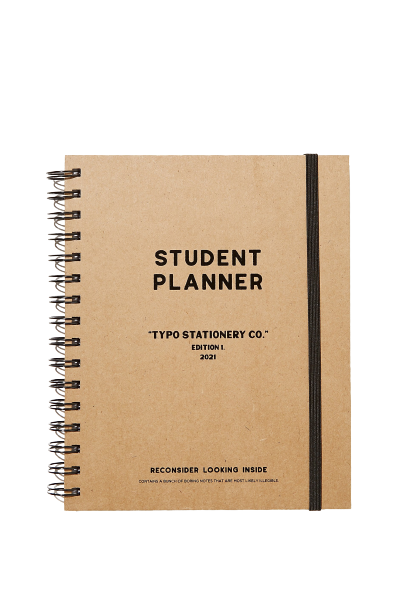 STUDENT
PLANNER
"TYPO STATIONERY CO."
EDITION 1.
2021
RECONSIDER LOOKING INSIDE
CONTAINS A BUNCH OF BORING NOTES THAT ARE MOST LIKELY ILLEGIBLE.